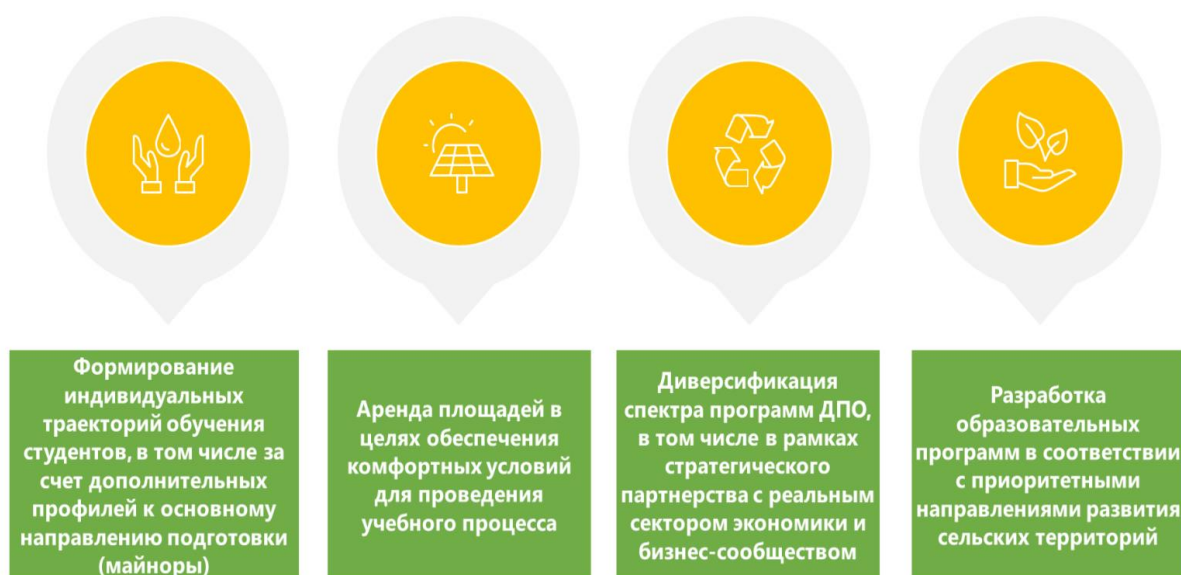 Формирование
индивидуальных
траекторий обучения
студентов, в том числе за
счет дополнительных
профилей к основному
направлению подготовки
(майноры)
Аренда площадей в
целях обеспечения
комфортных условий
для проведения
учебного процесса
Диверсификация
спектра программ ДПО,
в том числе в рамках
стратегического
партнерства с реальным
сектором экономики и
бизнес-сообществом
Разработка
образовательных
программ в соответствии
с приоритетными
направлениями развития
сельских территорий